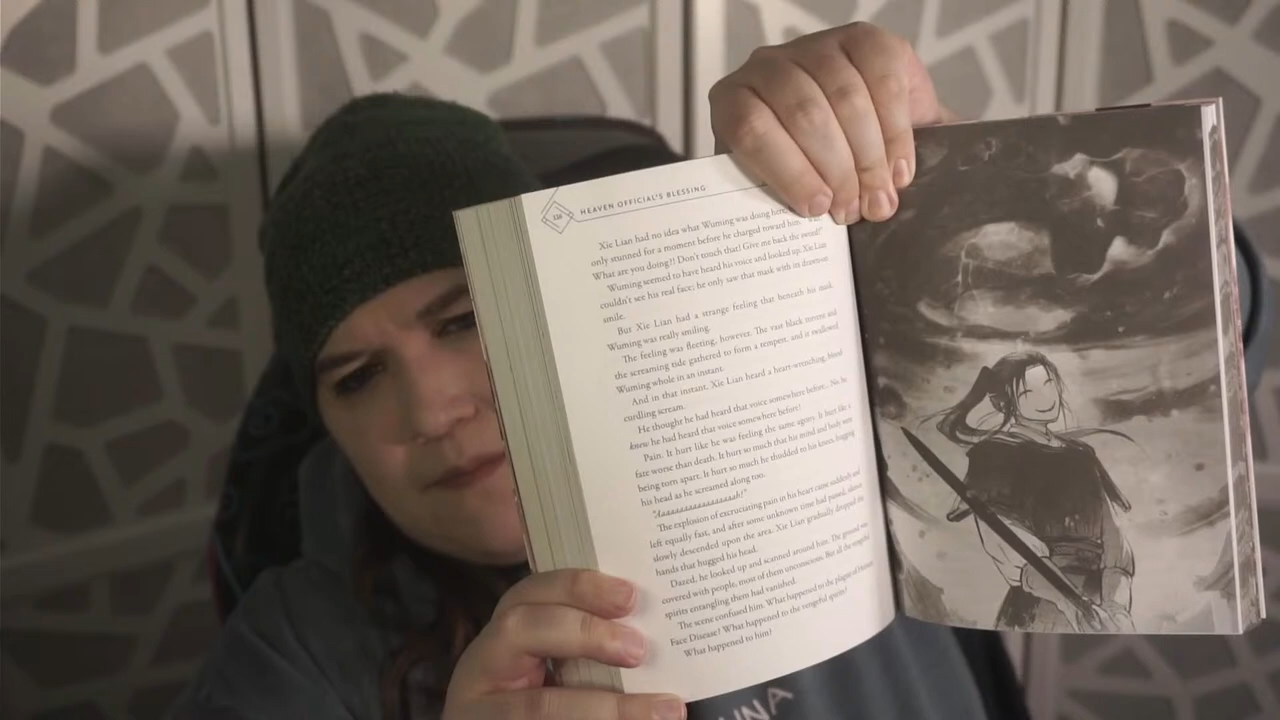 HEAVEN OFFICIAL'S BLESSING
Xie Lian had no idea what Wuming was doing here,
only stunned for a moment before he charged toward him.
What are you doing?! Don't touch that! Give me back the sword!"
Wuming seemed to have heard his voice and looked up. Xie Lian
couldn't see his real face; he only saw that mask with its drawn-on
smile.
But Xie Lian had a strange feeling that beneath his mask,
Wuming was really smiling.
The feeling was fleeting, however. The vast black torrent and
the screaming tide gathered to form a tempest, and it swallowed
Wuming whole in an instant.
And in that instant, Xie Lian heard a heart-wrenching, blood
curdling scream.
He thought he had heard that voice somewhere before... No, he
knew he had heard that voice somewhere before!
Pain. It hurt like he was feeling the same agony. It hurt like a
fate worse than death. It hurt so much that his mind and body were
being torn apart. It hurt so much he thudded to his knees, hugging
his head as he screamed along too.
The explosion of excruciating pain in his heart came suddenly and
left equally fast, and after some unknown time had passed, silence
slowly descended upon the area. Xie Lian gradually dropped the
hands that hugged his head.
Dazed, he looked up and scanned around him. The ground was
covered with people, most of them unconscious. But all the vengeful
spirits entangling them had vanished.
The scene confused him. What happened to the plague of Human
Face Disease? What happened to the vengeful spirits?
What happened to him?
UNA